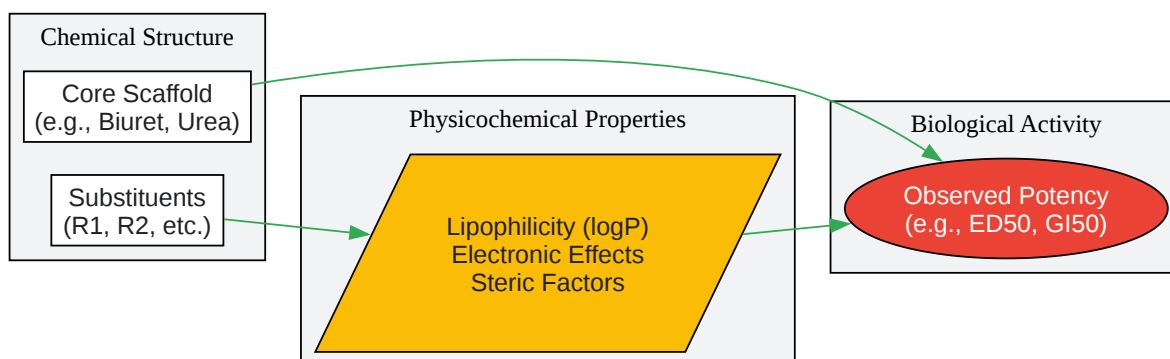 Chemical Structure
Core Scaffold
(e.g., Biuret, Urea)
Substituents
(R1, R2, etc.)
Physicochemical Properties
Lipophilicity (logP)
Electronic Effects
Steric Factors
Biological Activity
Observed Potency
(e.g., ED50, GI50)